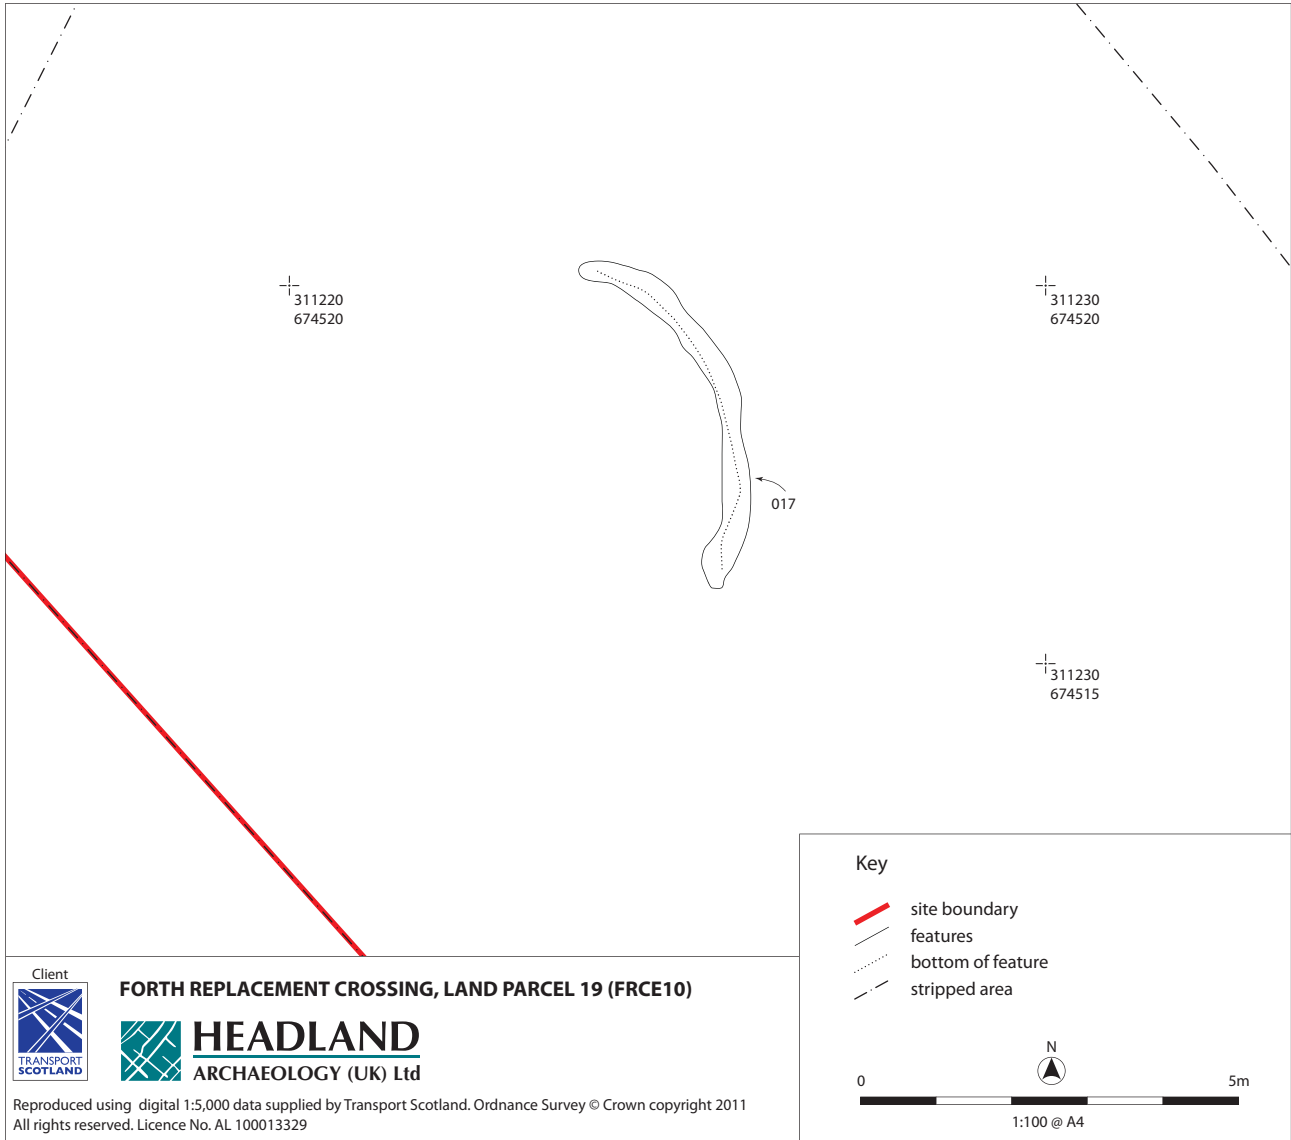 311220
674520
311230
674520
017
311230
674515
Key
site boundary
features
bottom of feature
stripped area
N
0 5m
1:100 @ A4
Client
TRANSPORT
SCOTLAND
FORTH REPLACEMENT CROSSING, LAND PARCEL 19 (FRCE10)
HEADLAND
ARCHAEOLOGY (UK) Ltd
Reproduced using digital 1:5,000 data supplied by Transport Scotland. Ordnance Survey © Crown copyright 2011
All rights reserved. Licence No. AL 100013329